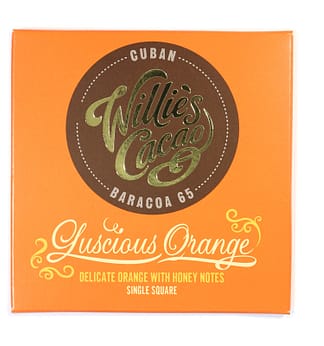 CUBAN
Willie's
Cacao
BARACOA 65
Luscious Orange
DELICATE ORANGE WITH HONEY NOTES
SINGLE SQUARE